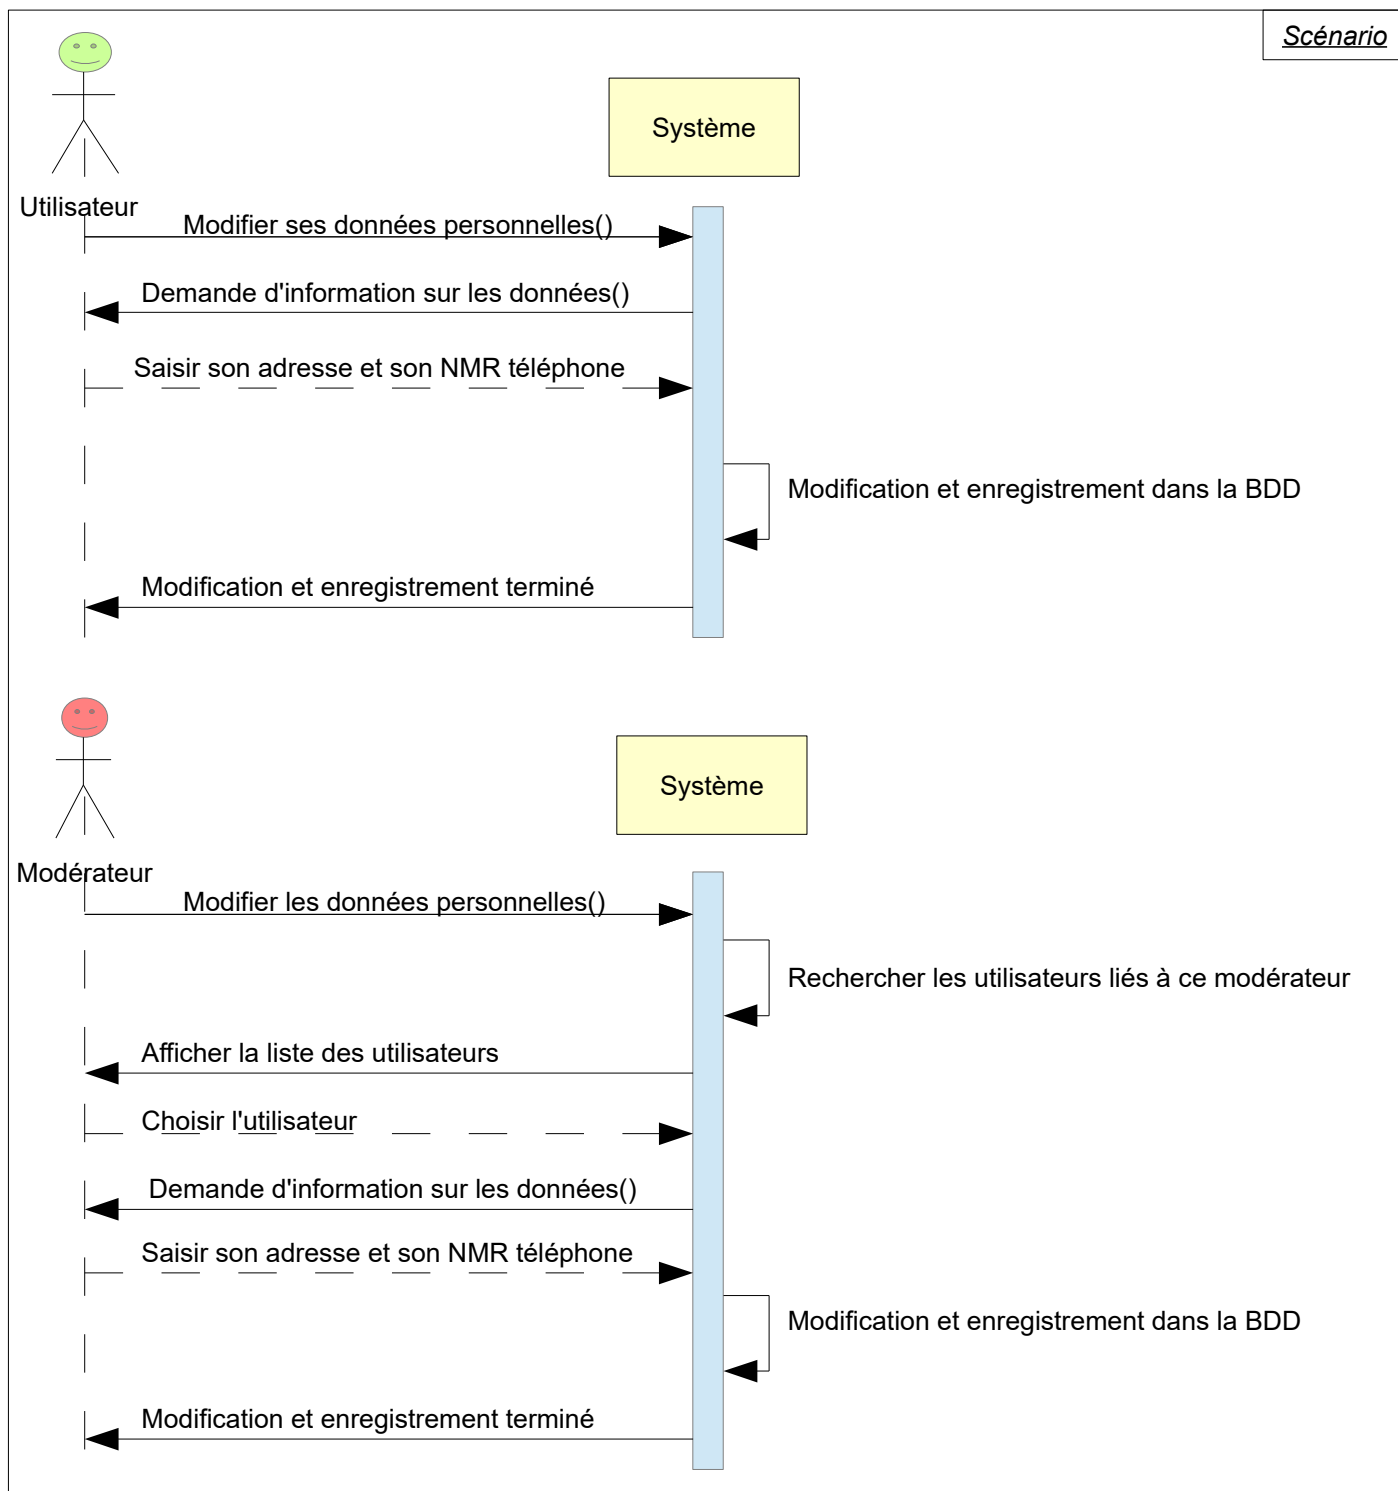 Scénario
Système
Utilisateur
Modifier ses données personnelles()
Demande d'information sur les données()
Saisir son adresse et son NMR téléphone
Modification et enregistrement dans la BDD
Modification et enregistrement terminé
Système
Modérateur
Modifier les données personnelles()
Rechercher les utilisateurs liés à ce modérateur
Afficher la liste des utilisateurs
Choisir l'utilisateur
Demande d'information sur les données()
Saisir son adresse et son NMR téléphone
Modification et enregistrement dans la BDD
Modification et enregistrement terminé